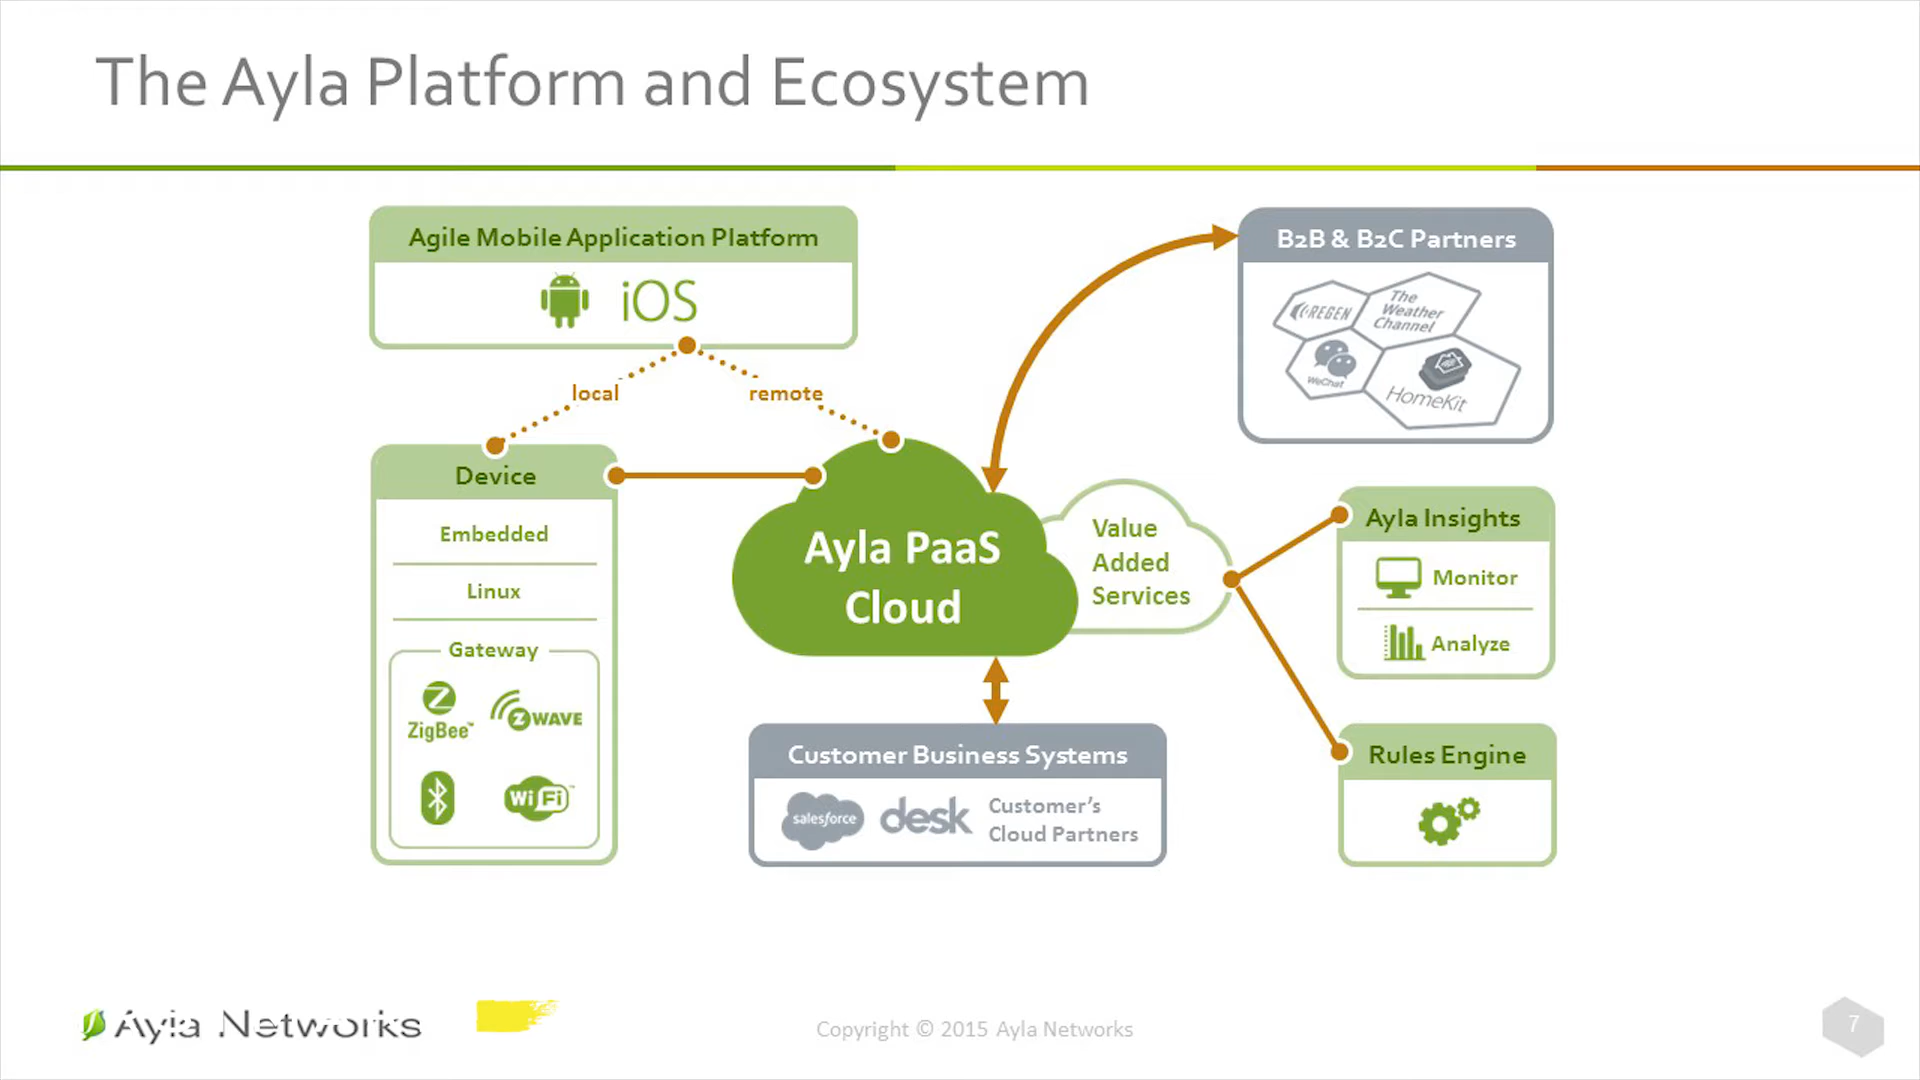 The Ayla Platform and Ecosystem
Agile Mobile Application Platform
iOS
local
remote
Device
Embedded
Linux
Gateway
ZigBee™
Z WAVE
Wi Fi™
Ayla PaaS
Cloud
Value
Added
Services
B2B & B2C Partners
REGEN
The
Weather
Channel
WeChat
HomeKit
Ayla Insights
Monitor
Analyze
Rules Engine
Customer Business Systems
salesforce
desk
Customer's
Cloud Partners
Ayla Networks
Copyright © 2015 Ayla Networks
7